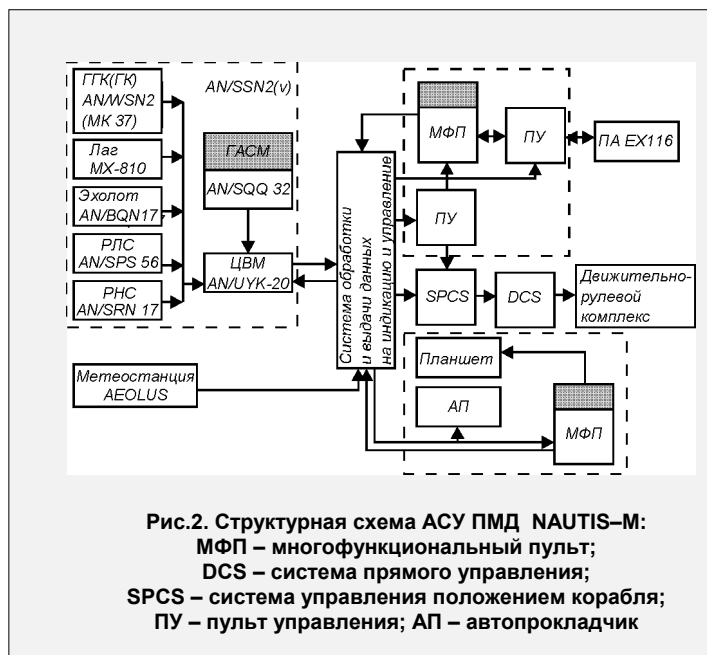 ГГК(ГК)
AN/WSN2
(МК 37)
AN/SSN2(v)
Лаг
МХ-810
Эхолот
AN/BQN17
РЛС
AN/SPS 56
РНС
AN/SRN 17
ГАСМ
AN/SQQ 32
ЦВМ
AN/UYK-20
Метеостанция
AEOLUS
Система обработки
и выдачи данных
на индикацию и управление
МФП
ПУ
ПА ЕХ116
ПУ
SPCS
DCS
Движительно-
рулевой
комплекс
Планшет
АП
МФП
Рис.2. Структурная схема АСУ ПМД NAUTIS–M:
МФП – многофункциональный пульт;
DCS – система прямого управления;
SPCS – система управления положением корабля;
ПУ – пульт управления; АП – автопрокладчик